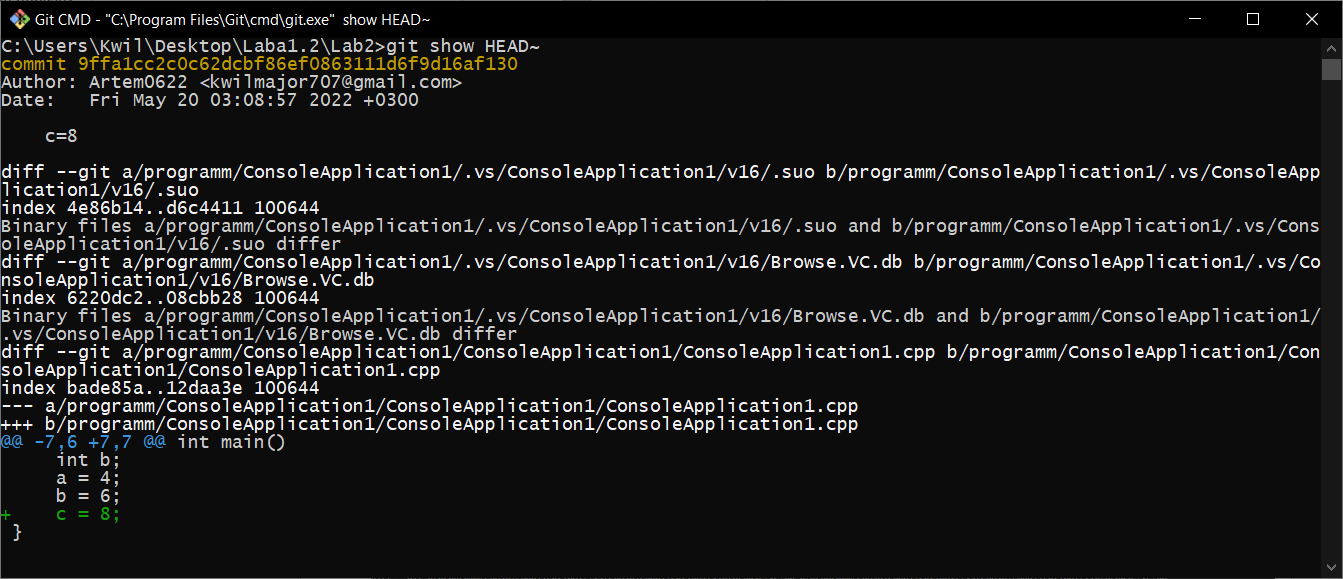 Git CMD - "C:\Program Files\Git\cmd\git.exe"  show HEAD~
C:\Users\Kwil\Desktop\Laba1.2\Lab2>git show HEAD~
commit 9ffa1cc2c0c62dcbf86ef0863111d6f9d16af130
Author: Artem0622 <kwilmajor707@gmail.com>
Date:   Fri May 20 03:08:57 2022 +0300
    c=8
diff --git a/programm/ConsoleApplication1/.vs/ConsoleApplication1/v16/.suo b/programm/ConsoleApplication1/.vs/ConsoleApp
lication1/v16/.suo
index 4e86b14..d6c4411 100644
Binary files a/programm/ConsoleApplication1/.vs/ConsoleApplication1/v16/.suo and b/programm/ConsoleApplication1/.vs/Cons
oleApplication1/v16/.suo differ
diff --git a/programm/ConsoleApplication1/.vs/ConsoleApplication1/v16/Browse.VC.db b/programm/ConsoleApplication1/.vs/Co
nsoleApplication1/v16/Browse.VC.db
index 6220dc2..08cbb28 100644
Binary files a/programm/ConsoleApplication1/.vs/ConsoleApplication1/v16/Browse.VC.db and b/programm/ConsoleApplication1/
.vs/ConsoleApplication1/v16/Browse.VC.db differ
diff --git a/programm/ConsoleApplication1/ConsoleApplication1/ConsoleApplication1.cpp b/programm/ConsoleApplication1/Con
soleApplication1/ConsoleApplication1.cpp
index bade85a..12daa3e 100644
--- a/programm/ConsoleApplication1/ConsoleApplication1/ConsoleApplication1.cpp
+++ b/programm/ConsoleApplication1/ConsoleApplication1/ConsoleApplication1.cpp
@@ -7,6 +7,7 @@ int main()
     int b;
     a = 4;
     b = 6;
+    c = 8;
 }